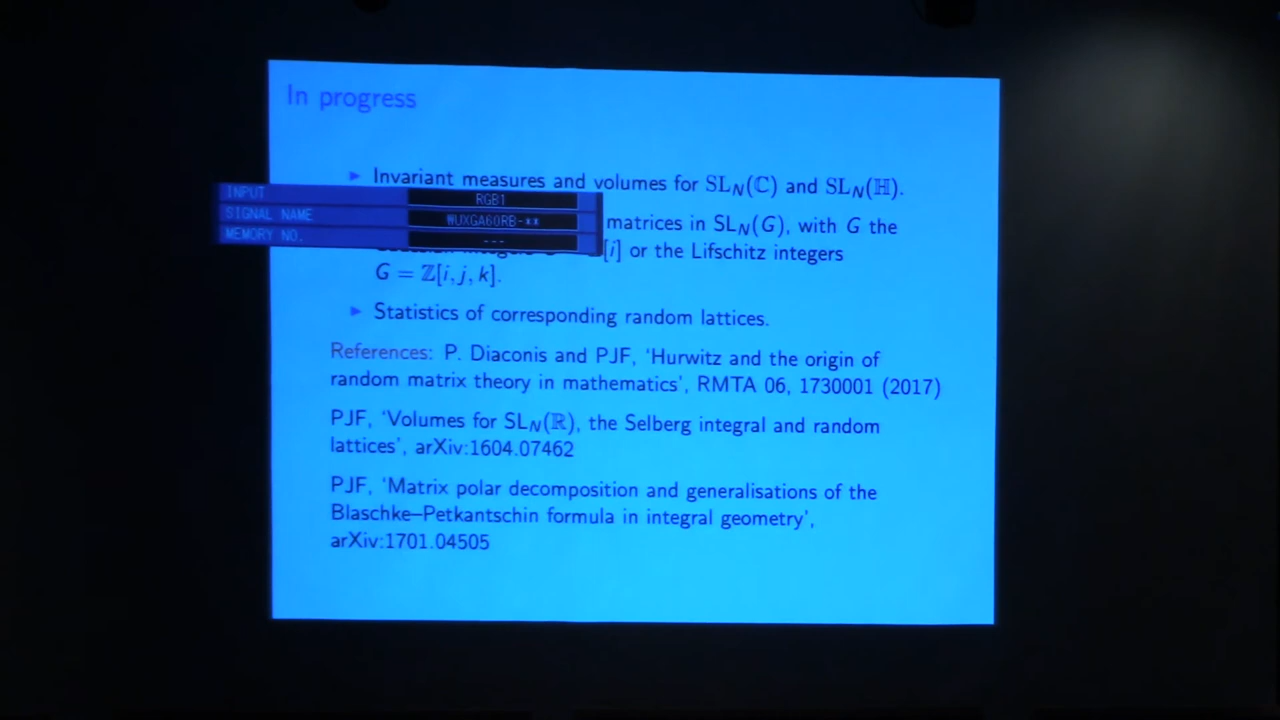 In progress
▶ Invariant measures and volumes for SL_N(ℂ) and SL_N(ℍ).
INPUT RGB1
SIGNAL NAME WUXGA60RB-**
MEMORY NO. ---
matrices in SL_N(G), with G the
[i] or the Lifschitz integers
G = ℤ[i, j, k].
▶ Statistics of corresponding random lattices.
References: P. Diaconis and PJF, ‘Hurwitz and the origin of
random matrix theory in mathematics’, RMTA 06, 1730001 (2017)
PJF, ‘Volumes for SL_N(ℝ), the Selberg integral and random
lattices’, arXiv:1604.07462
PJF, ‘Matrix polar decomposition and generalisations of the
Blaschke–Petkantschin formula in integral geometry’,
arXiv:1701.04505